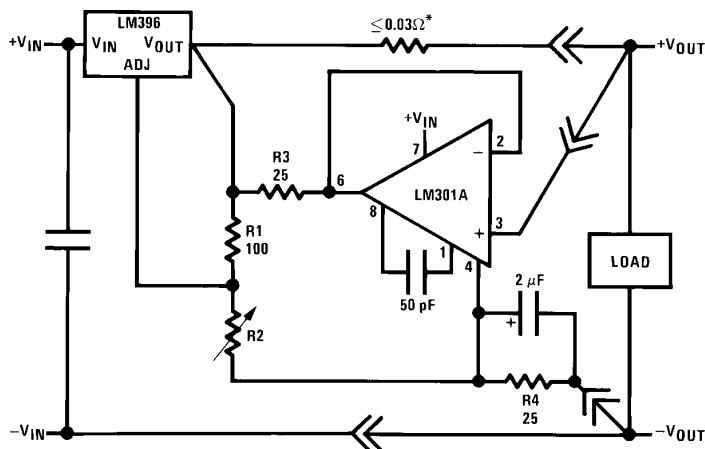 LM396
≤0.03Ω*
+VIN
VIN
VOUT
+VOUT
ADJ
+VIN
R3
25
6
7
−
2
LM301A
8
+
3
R1
100
1
4
LOAD
50 pF
2 μF
+
R2
R4
25
−VIN
−VOUT